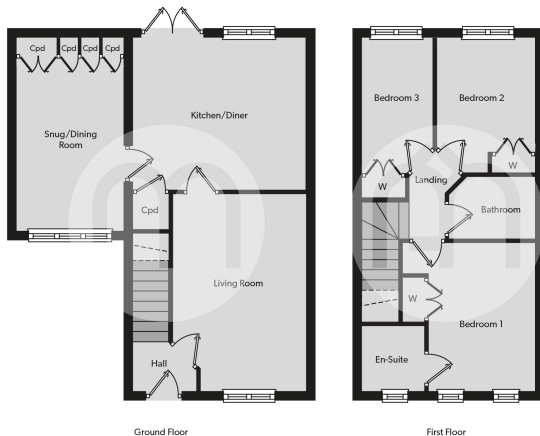 Cpd
Cpd
Cpd
Cpd
Kitchen/Diner
Snug/Dining
Room
Cpd
Living Room
Hall
Ground Floor
Bedroom 3
Bedroom 2
W
W
Landing
Bathroom
W
Bedroom 1
En-Suite
First Floor